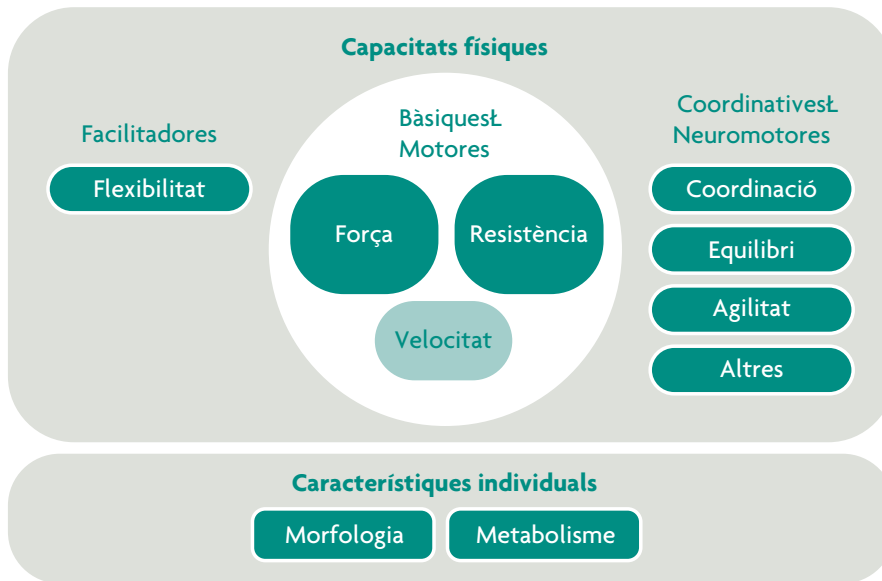 Capacitats físiques
Facilitadores
Flexibilitat
BàsiquesŁ
Motores
Força
Resistència
Velocitat
CoordinativesŁ
Neuromotores
Coordinació
Equilibri
Agilitat
Altres
Característiques individuals
Morfologia
Metabolisme